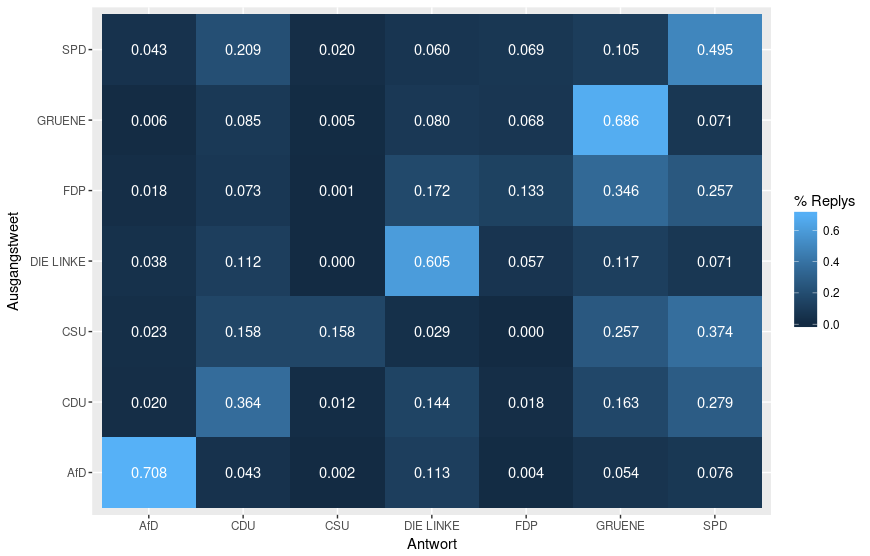 Ausgangstweet
SPD 0.043 0.209 0.020 0.060 0.069 0.105 0.495
GRUENE 0.006 0.085 0.005 0.080 0.068 0.686 0.071
FDP 0.018 0.073 0.001 0.172 0.133 0.346 0.257
DIE LINKE 0.038 0.112 0.000 0.605 0.057 0.117 0.071
CSU 0.023 0.158 0.158 0.029 0.000 0.257 0.374
CDU 0.020 0.364 0.012 0.144 0.018 0.163 0.279
AfD 0.708 0.043 0.002 0.113 0.004 0.054 0.076
AfD CDU CSU DIE LINKE FDP GRUENE SPD
Antwort
% Replys
0.6
0.4
0.2
0.0